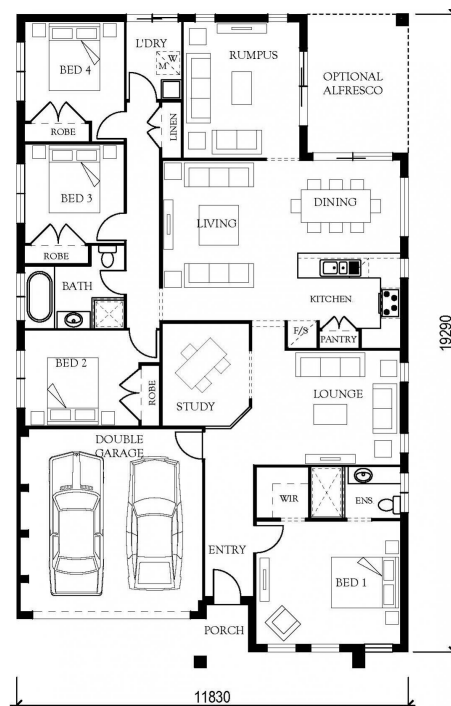 L'DRY
W
M
BED 4
RUMPUS
OPTIONAL
ALFRESCO
ROBE
LINEN
BED 3
LIVING
DINING
ROBE
BATH
KITCHEN
F/S
PANTRY
BED 2
ROBE
STUDY
LOUNGE
DOUBLE
GARAGE
WIR
ENS
ENTRY
BED 1
PORCH
19290
11830